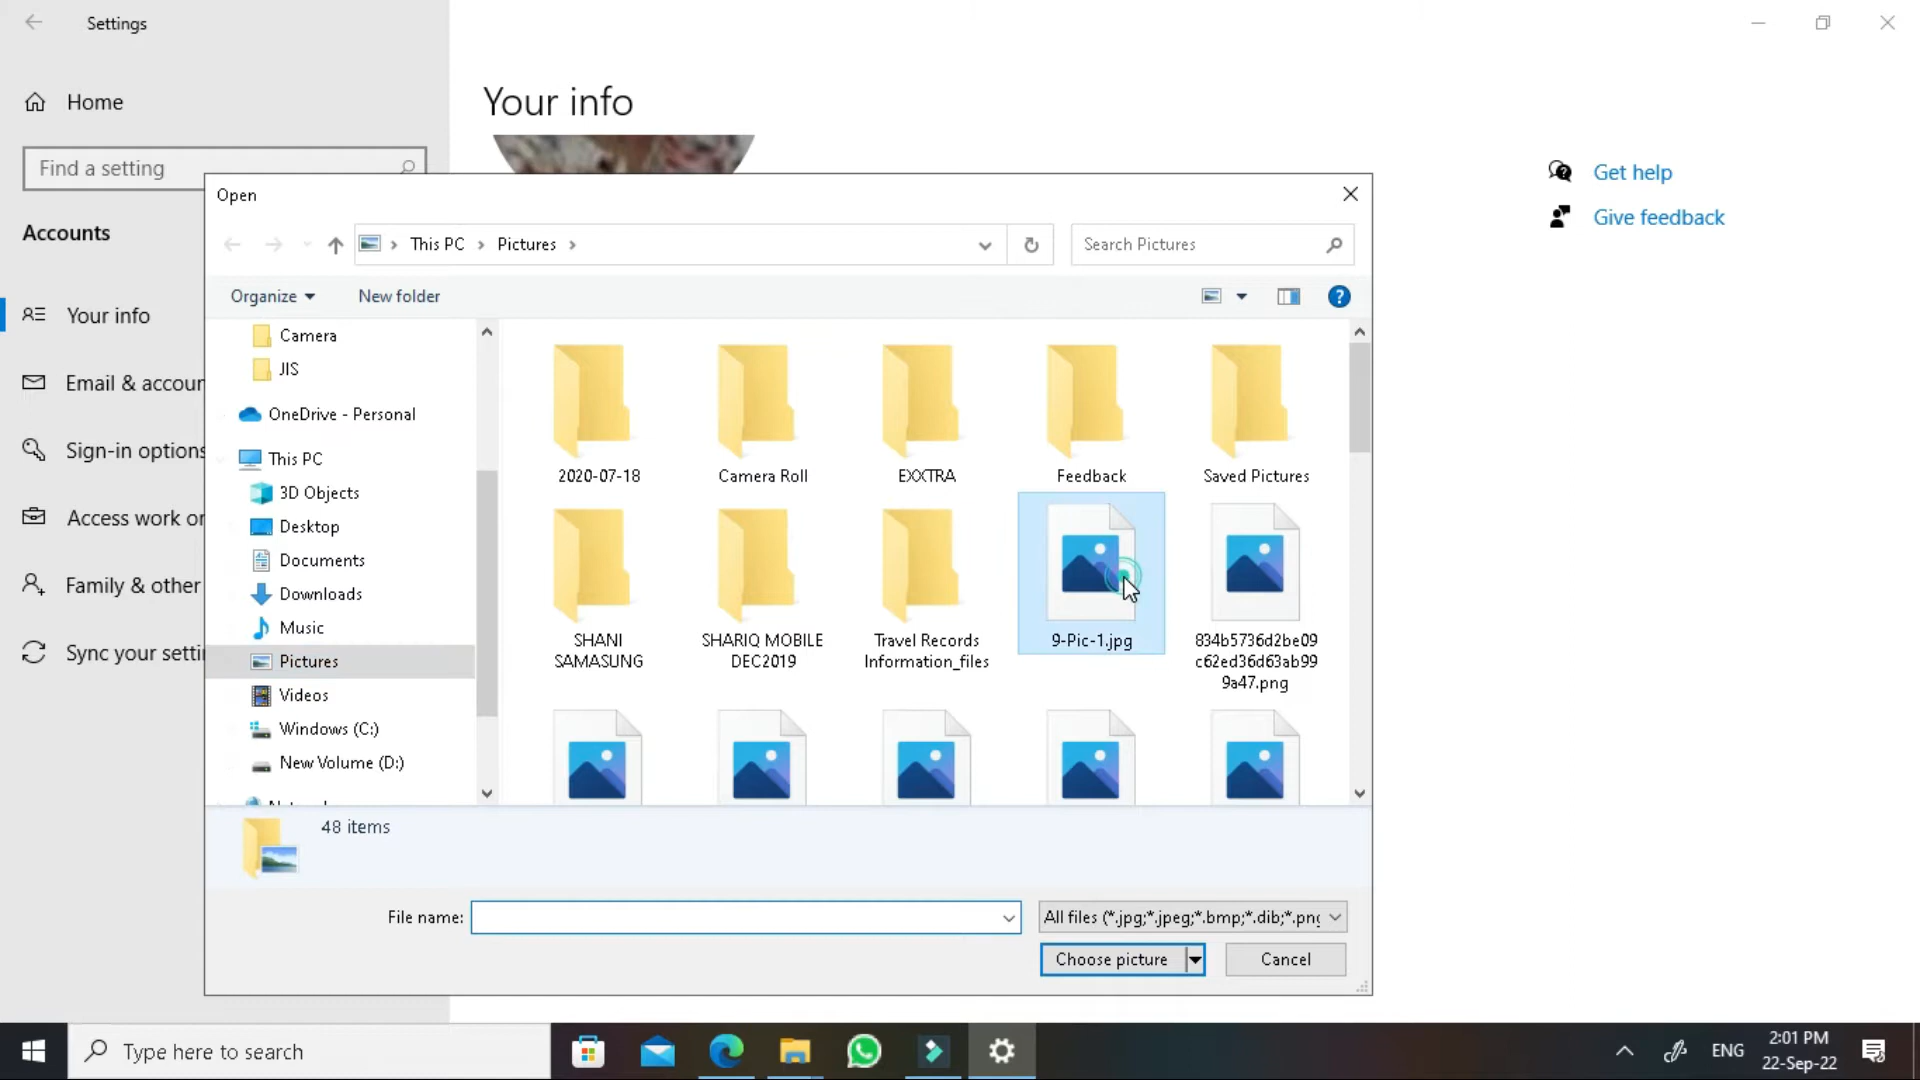 Settings
Home
Find a setting
Accounts
Your info
Email & accour
Sign-in options
Access work or
Family & other
Sync your setti
Your info
Get help
Give feedback
Open
This PC
Pictures
Search Pictures
Organize
New folder
Camera
JIS
OneDrive - Personal
This PC
3D Objects
Desktop
Documents
Downloads
Music
Pictures
Videos
Windows (C:)
New Volume (D:)
2020-07-18
Camera Roll
EXXTRA
Feedback
Saved Pictures
SHANI
SAMASUNG
SHARIQ MOBILE
DEC2019
Travel Records
Information_files
9-Pic-1.jpg
834b5736d2be09
c62ed36d63ab99
9a47.png
48 items
File name:
All files (*.jpg;*.jpeg;*.bmp;*.dib;*.png
Choose picture
Cancel
Type here to search
ENG
2:01 PM
22-Sep-22